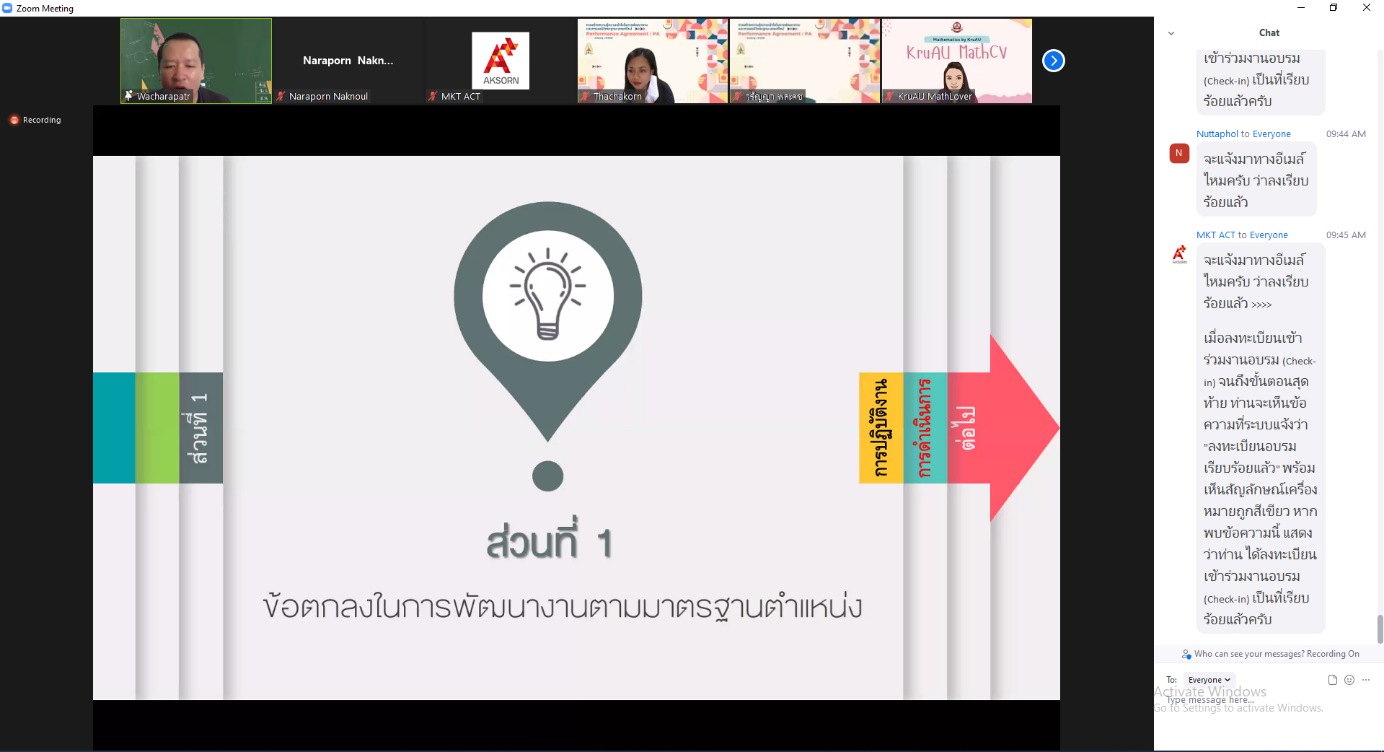 Zoom Meeting
Naraporn Nakn...
AKSORN
Performance Agreement : PA
Performance Agreement : PA
Mathematics by KruAU
KruAU MathCV
Wacharapatr
Naraporn Naknoul
MKT ACT
Thachakorn
KruAU MathLover
Recording
ส่วนที่ 1
การปฏิบัติงาน
การดำเนินการ
ต่อไป
ส่วนที่ 1
ข้อตกลงในการพัฒนางานตามมาตรฐานตำแหน่ง
Chat
เข้าร่วมงานอบรม
(Check-in) เป็นที่เรียบ
ร้อยแล้วครับ
Nuttaphol to Everyone 09:44 AM
N
จะแจ้งมาทางอีเมล์
ไหมครับ ว่าลงเรียบ
ร้อยแล้ว
MKT ACT to Everyone 09:45 AM
AKSORN
จะแจ้งมาทางอีเมล์
ไหมครับ ว่าลงเรียบ
ร้อยแล้ว >>>>
เมื่อลงทะเบียนเข้า
ร่วมงานอบรม (Check-
in) จนถึงขั้นตอนสุด
ท้าย ท่านจะเห็นข้อ
ความที่ระบบแจ้งว่า
"ลงทะเบียนอบรม
เรียบร้อยแล้ว" พร้อม
เห็นสัญลักษณ์เครื่อง
หมายถูกสีเขียว หาก
พบข้อความนี้ แสดง
ว่าท่าน ได้ลงทะเบียน
เข้าร่วมงานอบรม
(Check-in) เป็นที่เรียบ
ร้อยแล้วครับ
Who can see your messages? Recording On
To: Everyone
Type message here...
Activate Windows
Go to Settings to activate Windows.